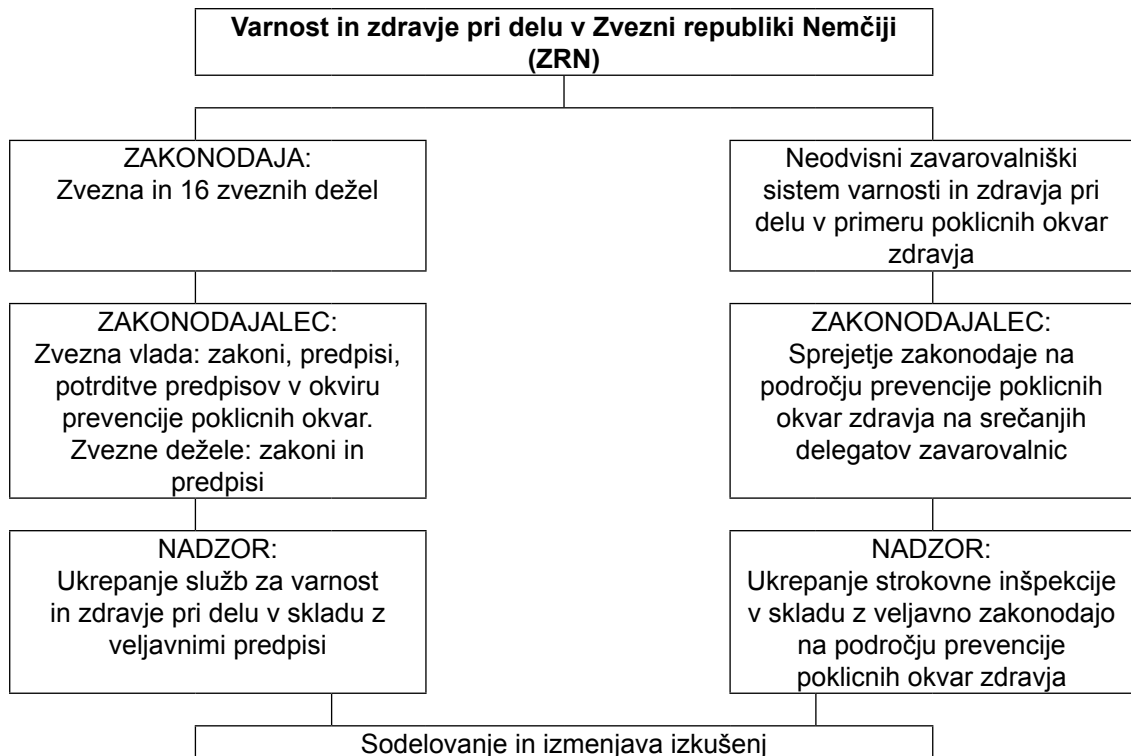 Varnost in zdravje pri delu v Zvezni republiki Nemčiji
(ZRN)
ZAKONODAJA:
Zvezna in 16 zveznih dežel
Neodvisni zavarovalniški
sistem varnosti in zdravja pri
delu v primeru poklicnih okvar
zdravja
ZAKONODAJALEC:
Zvezna vlada: zakoni, predpisi,
potrditve predpisov v okviru
prevencije poklicnih okvar.
Zvezne dežele: zakoni in
predpisi
ZAKONODAJALEC:
Sprejetje zakonodaje na
področju prevencije poklicnih
okvar zdravja na srečanjih
delegatov zavarovalnic
NADZOR:
Ukrepanje služb za varnost
in zdravje pri delu v skladu z
veljavnimi predpisi
NADZOR:
Ukrepanje strokovne inšpekcije
v skladu z veljavno zakonodajo
na področju prevencije
poklicnih okvar zdravja
Sodelovanje in izmenjava izkušenj